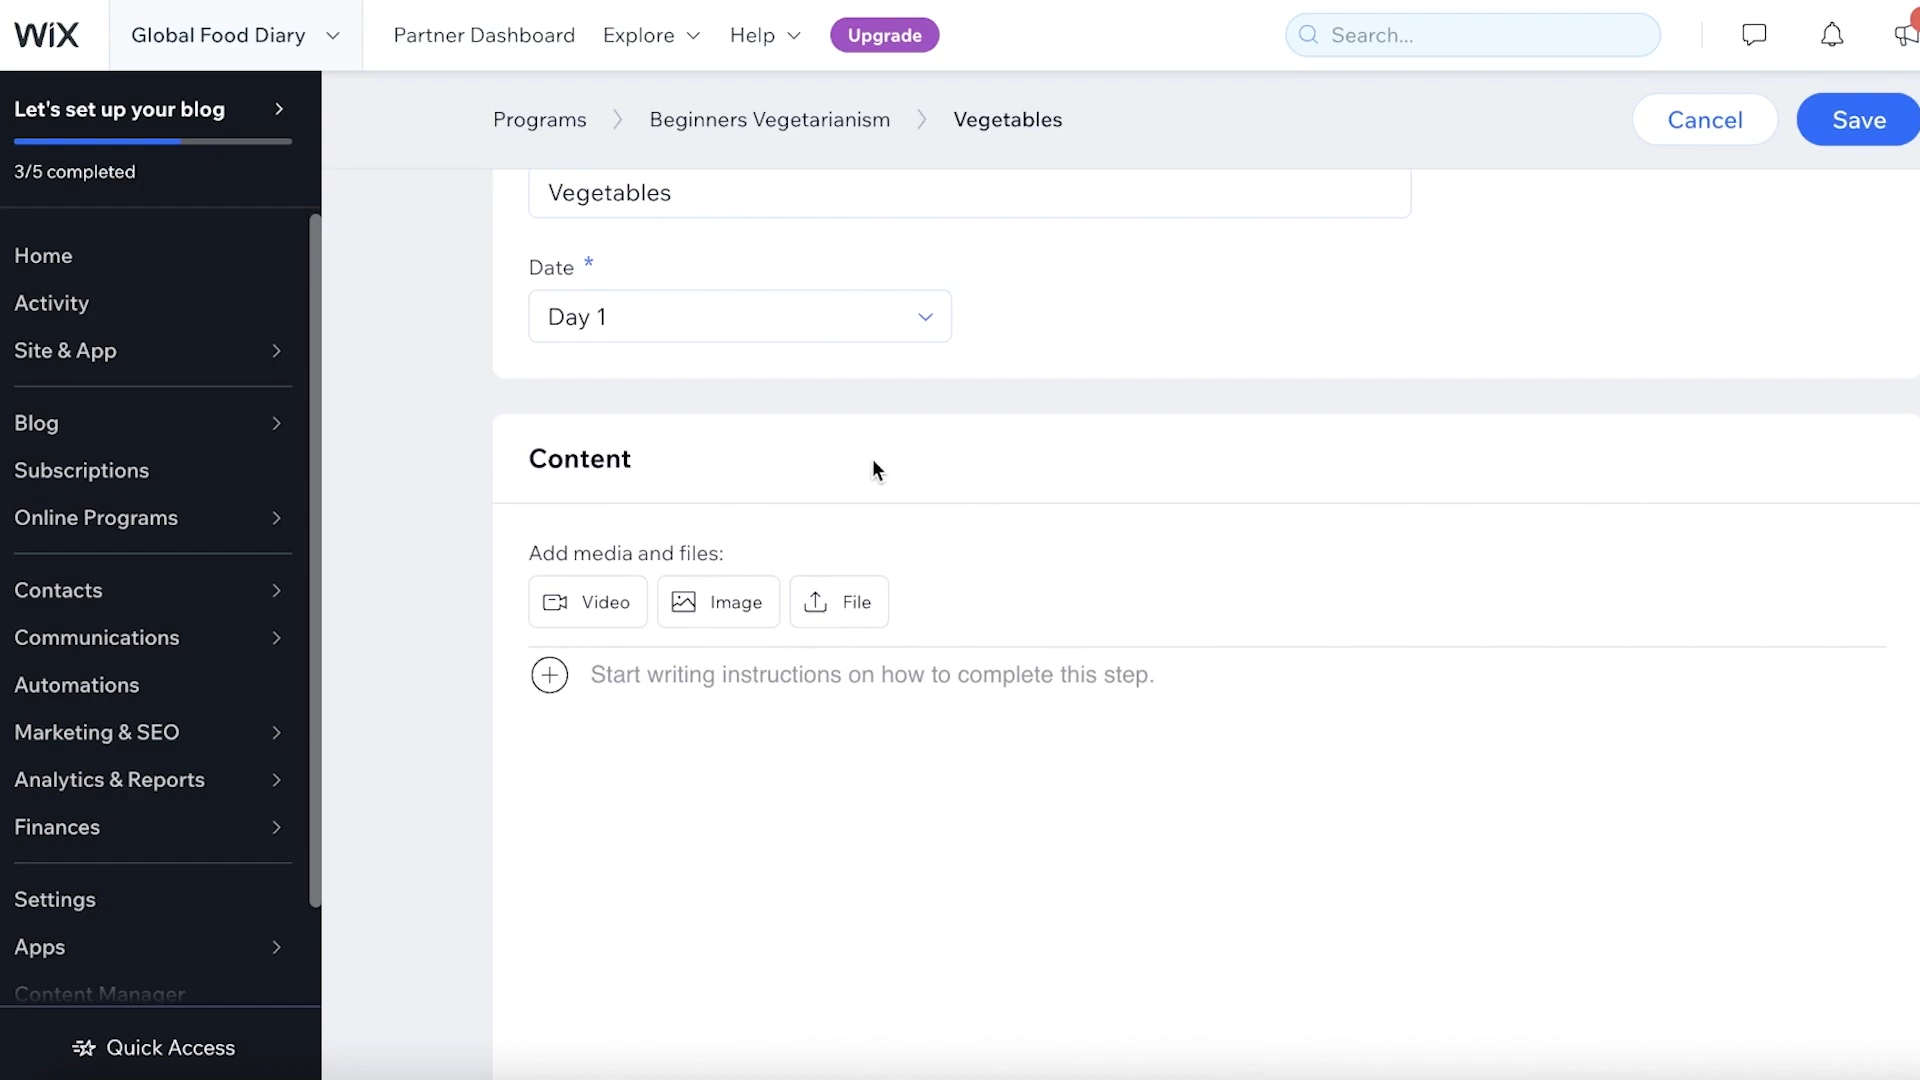 WiX
Global Food Diary
Partner Dashboard
Explore
Help
Upgrade
Search...
Let's set up your blog
3/5 completed
Home
Activity
Site & App
Blog
Subscriptions
Online Programs
Contacts
Communications
Automations
Marketing & SEO
Analytics & Reports
Finances
Settings
Apps
Content Manager
Quick Access
Programs
Beginners Vegetarianism
Vegetables
Cancel
Save
Vegetables
Date *
Day 1
Content
Add media and files:
Video
Image
File
Start writing instructions on how to complete this step.